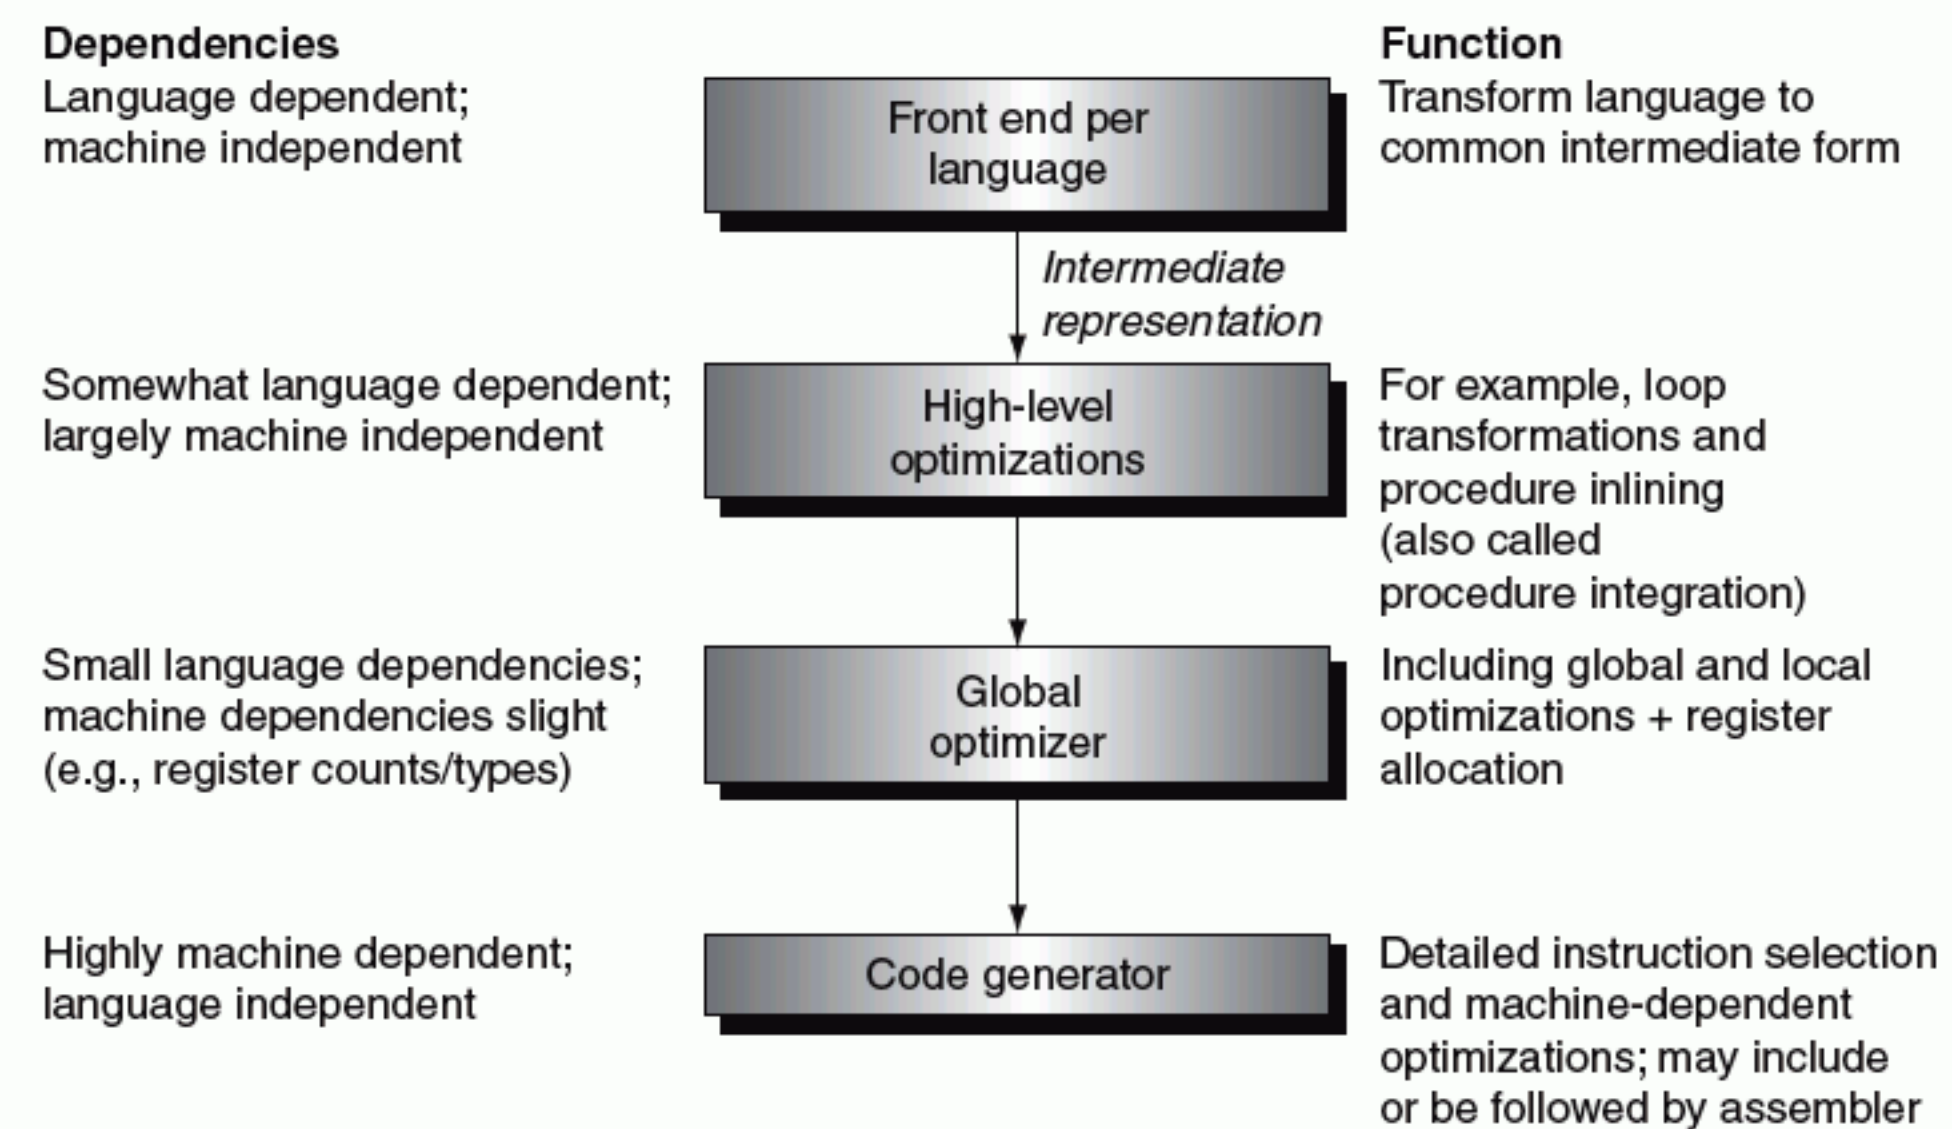 Dependencies
Language dependent;
machine independent
Front end per
language
Function
Transform language to
common intermediate form
Intermediate
representation
Somewhat language dependent;
largely machine independent
High-level
optimizations
For example, loop
transformations and
procedure inlining
(also called
procedure integration)
Small language dependencies;
machine dependencies slight
(e.g., register counts/types)
Global
optimizer
Including global and local
optimizations + register
allocation
Highly machine dependent;
language independent
Code generator
Detailed instruction selection
and machine-dependent
optimizations; may include
or be followed by assembler